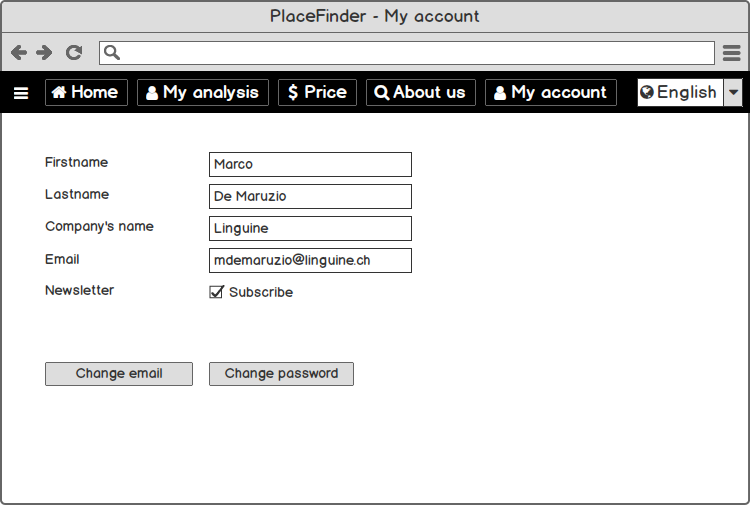 PlaceFinder - My account
Home My analysis $ Price About us My account English
Firstname Marco
Lastname De Maruzio
Company's name Linguine
Email mdemaruzio@linguine.ch
Newsletter Subscribe
Change email Change password